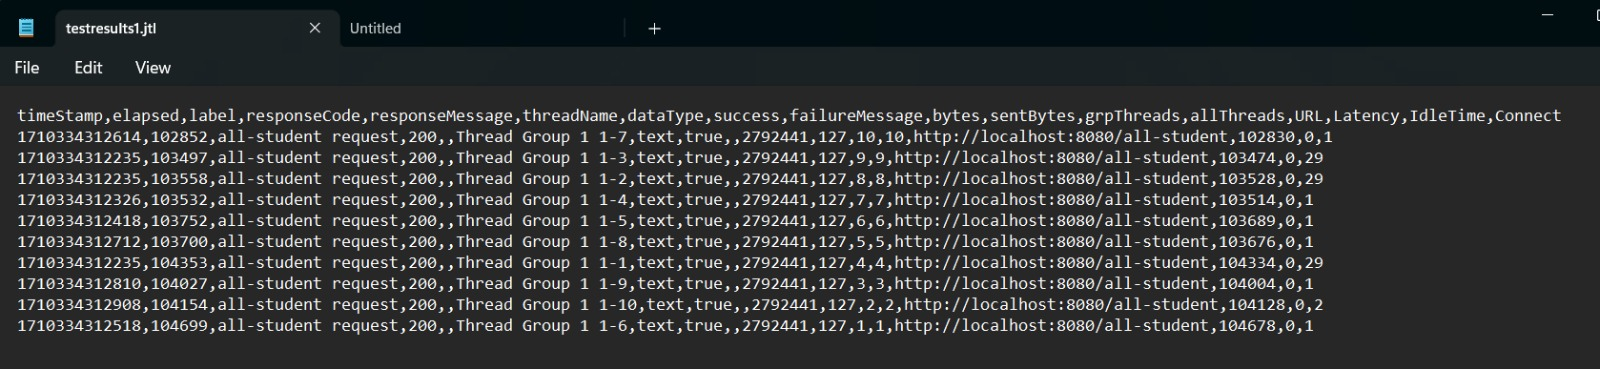 testresults1.jtl
Untitled
File Edit View
timeStamp,elapsed,label,responseCode,responseMessage,threadName,dataType,success,failureMessage,bytes,sentBytes,grpThreads,allThreads,URL,Latency,IdleTime,Connect
1710334312614,102852,all-student request,200,,Thread Group 1 1-7,text,true,,2792441,127,10,10,http://localhost:8080/all-student,102830,0,1
1710334312235,103497,all-student request,200,,Thread Group 1 1-3,text,true,,2792441,127,9,9,http://localhost:8080/all-student,103474,0,29
1710334312235,103558,all-student request,200,,Thread Group 1 1-2,text,true,,2792441,127,8,8,http://localhost:8080/all-student,103528,0,29
1710334312326,103532,all-student request,200,,Thread Group 1 1-4,text,true,,2792441,127,7,7,http://localhost:8080/all-student,103514,0,1
1710334312418,103752,all-student request,200,,Thread Group 1 1-5,text,true,,2792441,127,6,6,http://localhost:8080/all-student,103689,0,1
1710334312712,103700,all-student request,200,,Thread Group 1 1-8,text,true,,2792441,127,5,5,http://localhost:8080/all-student,103676,0,1
1710334312235,104353,all-student request,200,,Thread Group 1 1-1,text,true,,2792441,127,4,4,http://localhost:8080/all-student,104334,0,29
1710334312810,104027,all-student request,200,,Thread Group 1 1-9,text,true,,2792441,127,3,3,http://localhost:8080/all-student,104004,0,1
1710334312908,104154,all-student request,200,,Thread Group 1 1-10,text,true,,2792441,127,2,2,http://localhost:8080/all-student,104128,0,2
1710334312518,104699,all-student request,200,,Thread Group 1 1-6,text,true,,2792441,127,1,1,http://localhost:8080/all-student,104678,0,1